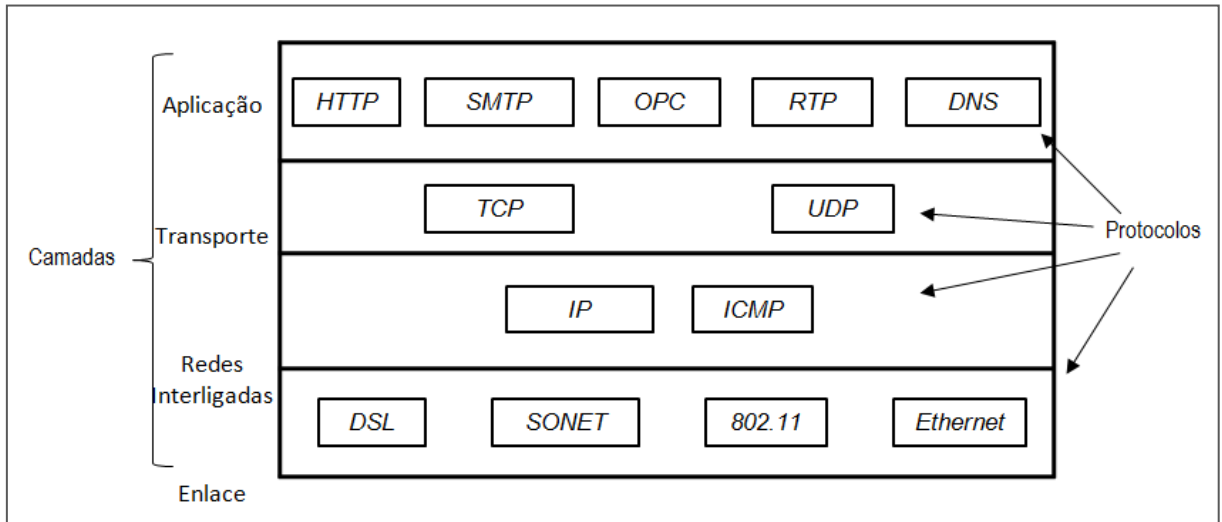 Aplicação
HTTP SMTP OPC RTP DNS
TCP UDP
Transporte
Protocolos
Camadas
IP ICMP
Redes
Interligadas
DSL SONET 802.11 Ethernet
Enlace